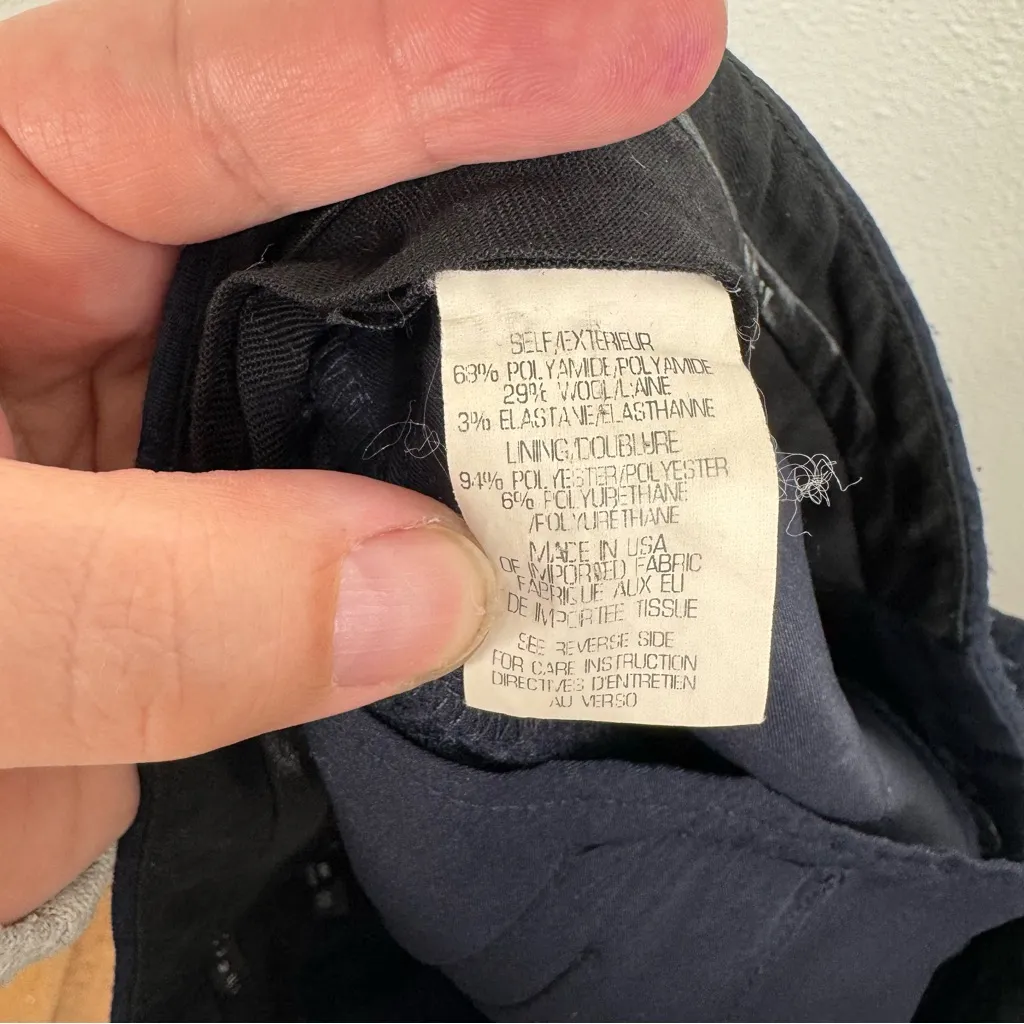 SELF/EXTÉRIEUR
68% POLYAMIDE/POLYAMIDE
29% WOOL/LAINE
3% ELASTANE/ELASTHANNE
LINING/DOUBLURE
94% POLYESTER/POLYESTER
6% POLYURETHANE
/POLYURETHANE
MADE IN USA
OF IMPORTED FABRIC
FABRIQUE AUX EU
DE IMPORTEE TISSUE
SEE REVERSE SIDE
FOR CARE INSTRUCTION
DIRECTIVES D'ENTRETIEN
AU VERSO